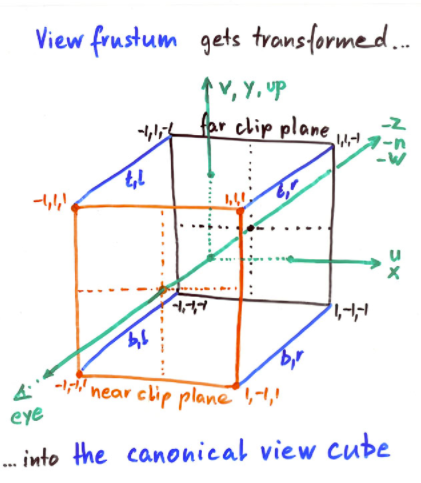 View frustum gets transformed...
v, y, up
far clip plane
-1,1,-1
1,1,-1
-z
-n
-w
t,l
t,r
-1,1,1
1,1,1
u
x
-1,-1,-1
1,-1,-1
b,l
b,r
-1,-1,1
near clip plane
1,-1,1
eye
... into the canonical view cube